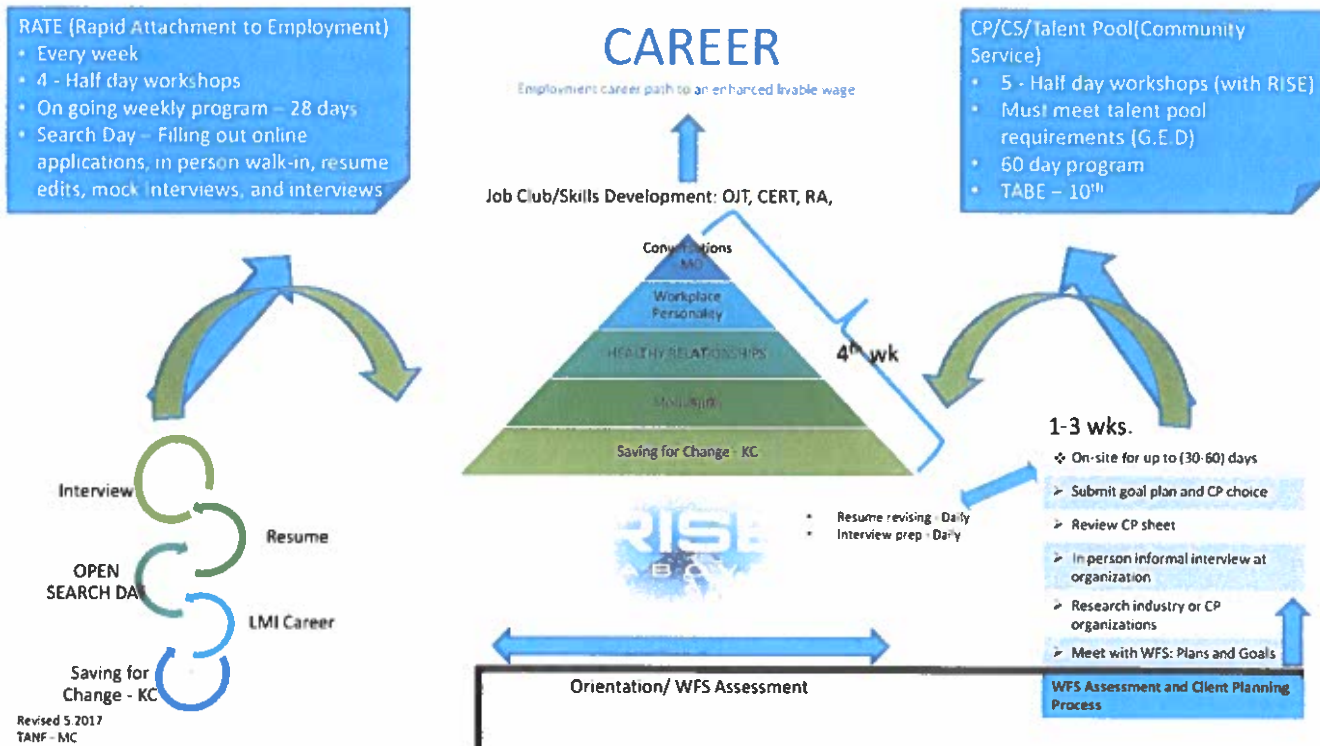 RATE (Rapid Attachment to Employment)
• Every week
• 4 - Half day workshops
• On going weekly program – 28 days
• Search Day – Filling out online
applications, in person walk-in, resume
edits, mock interviews, and interviews
CAREER
Employment career path to an enhanced livable wage
CP/CS/Talent Pool(Community
Service)
• 5 - Half day workshops (with RISE)
• Must meet talent pool
requirements (G.E.D)
• 60 day program
• TABE – 10th
Job Club/Skills Development: OJT, CERT, RA,
Conversations
- MO
Workplace
Personality
HEALTHY RELATIONSHIPS
Saving for Change - KC
4th wk
Interview
Resume
OPEN
SEARCH DAY
LMI Career
Saving for
Change - KC
RISE
ABOVE
• Resume revising - Daily
• Interview prep - Daily
1-3 wks.
❖ On-site for up to (30-60) days
➢ Submit goal plan and CP choice
➢ Review CP sheet
➢ In person informal interview at
organization
➢ Research industry or CP
organizations
➢ Meet with WFS: Plans and Goals
WFS Assessment and Client Planning
Process
Orientation/ WFS Assessment
Revised 5.2017
TANF - MC